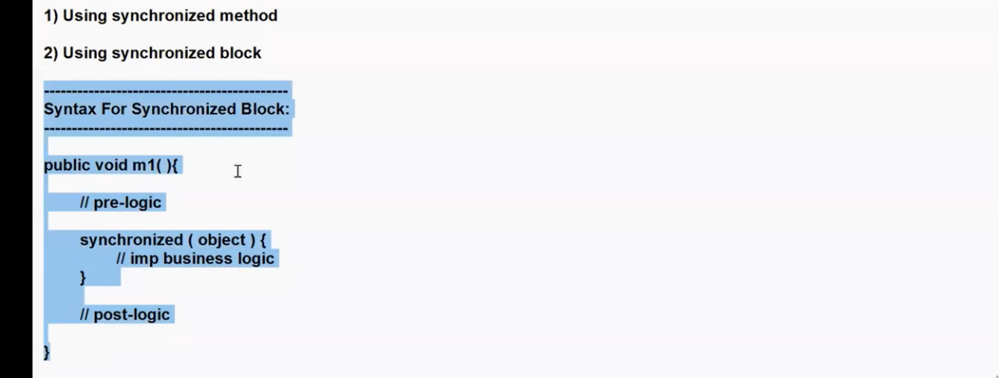 1) Using synchronized method
2) Using synchronized block
-------------------------------------------
Syntax For Synchronized Block:
-------------------------------------------
public void m1( ){
// pre-logic
synchronized ( object ) {
// imp business logic
}
// post-logic
}